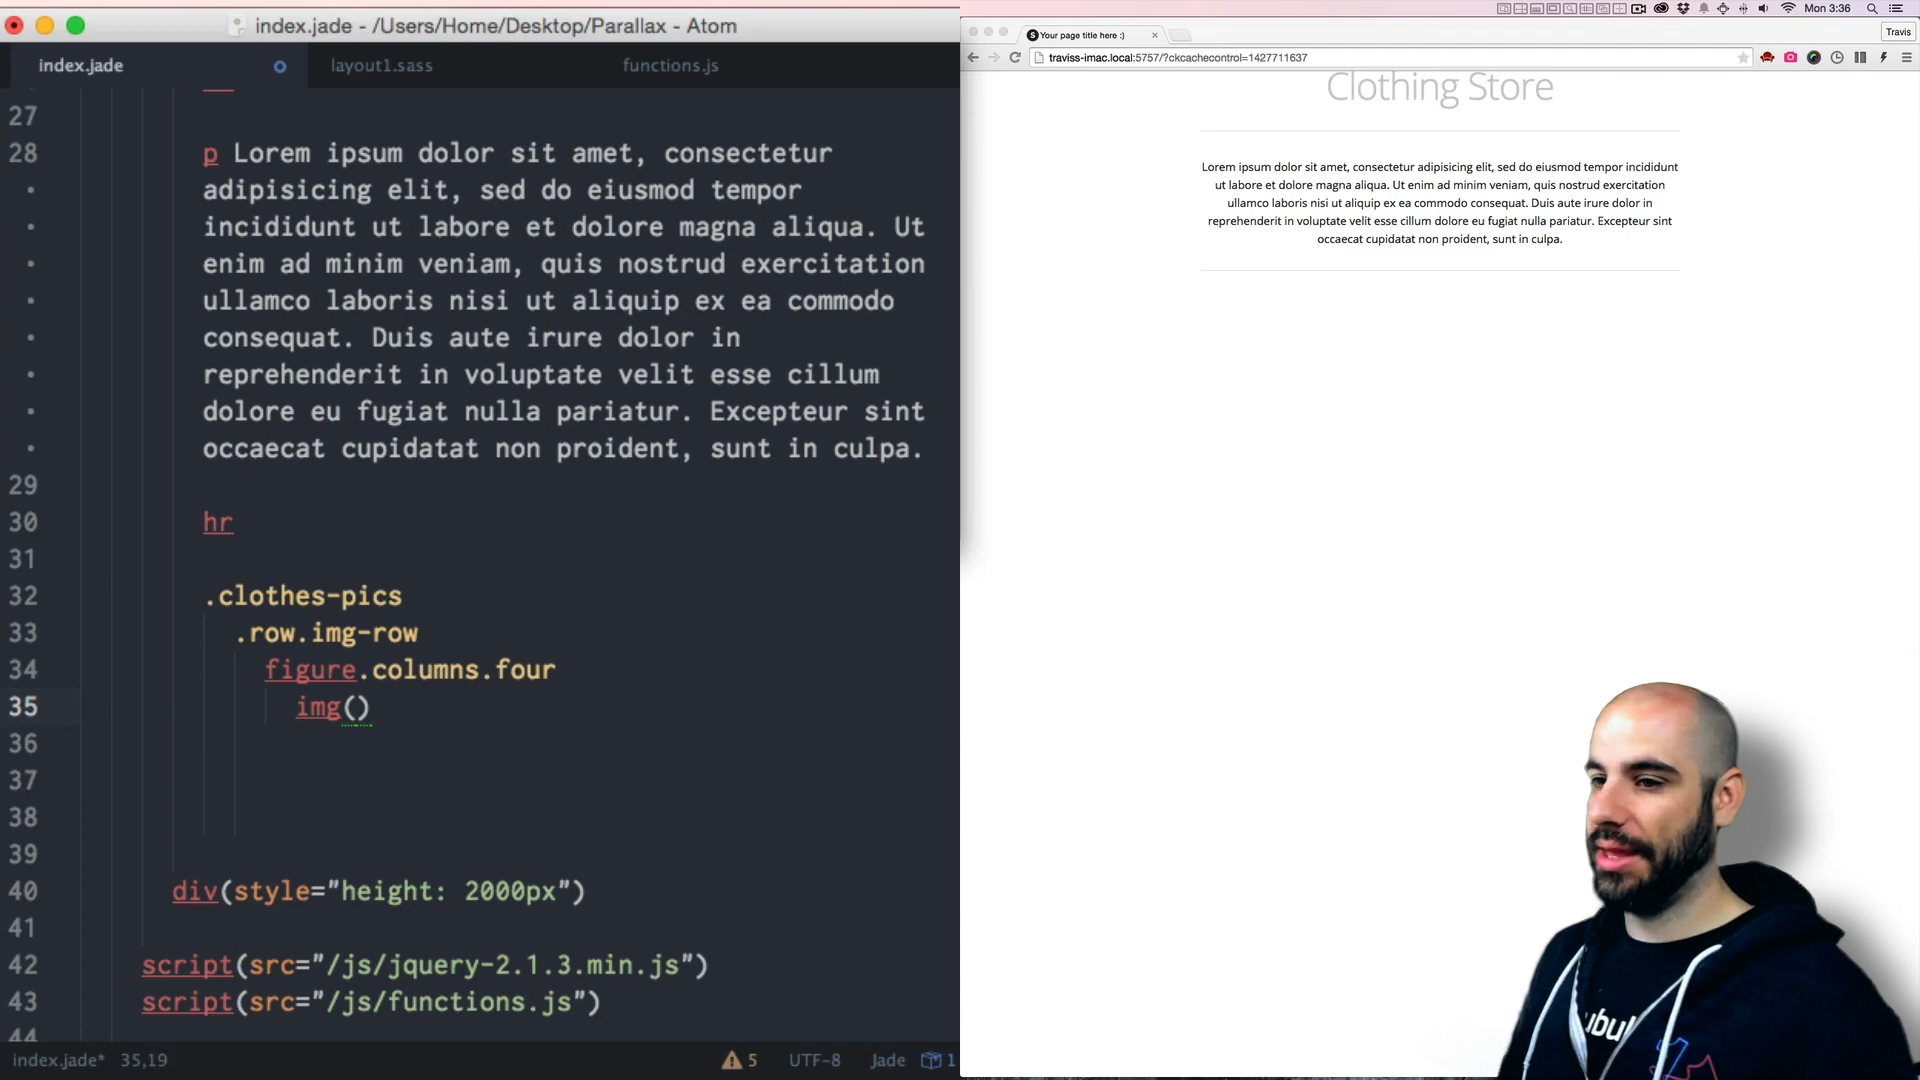 index.jade - /Users/Home/Desktop/Parallax - Atom
index.jade
layout1.sass
functions.js
27
28
p Lorem ipsum dolor sit amet, consectetur
adipisicing elit, sed do eiusmod tempor
incididunt ut labore et dolore magna aliqua. Ut
enim ad minim veniam, quis nostrud exercitation
ullamco laboris nisi ut aliquip ex ea commodo
consequat. Duis aute irure dolor in
reprehenderit in voluptate velit esse cillum
dolore eu fugiat nulla pariatur. Excepteur sint
occaecat cupidatat non proident, sunt in culpa.
29
30 hr
31
32 .clothes-pics
33 .row.img-row
34 figure.columns.four
35 img()
36
37
38
39
40 div(style="height: 2000px")
41
42 script(src="/js/jquery-2.1.3.min.js")
43 script(src="/js/functions.js")
44
index.jade* 35,19
5 UTF-8 Jade 1
Mon 3:36
Your page title here :)
Travis
traviss-imac.local:5757/?ckcachecontrol=1427711637
Clothing Store
Lorem ipsum dolor sit amet, consectetur adipisicing elit, sed do eiusmod tempor incididunt
ut labore et dolore magna aliqua. Ut enim ad minim veniam, quis nostrud exercitation
ullamco laboris nisi ut aliquip ex ea commodo consequat. Duis aute irure dolor in
reprehenderit in voluptate velit esse cillum dolore eu fugiat nulla pariatur. Excepteur sint
occaecat cupidatat non proident, sunt in culpa.